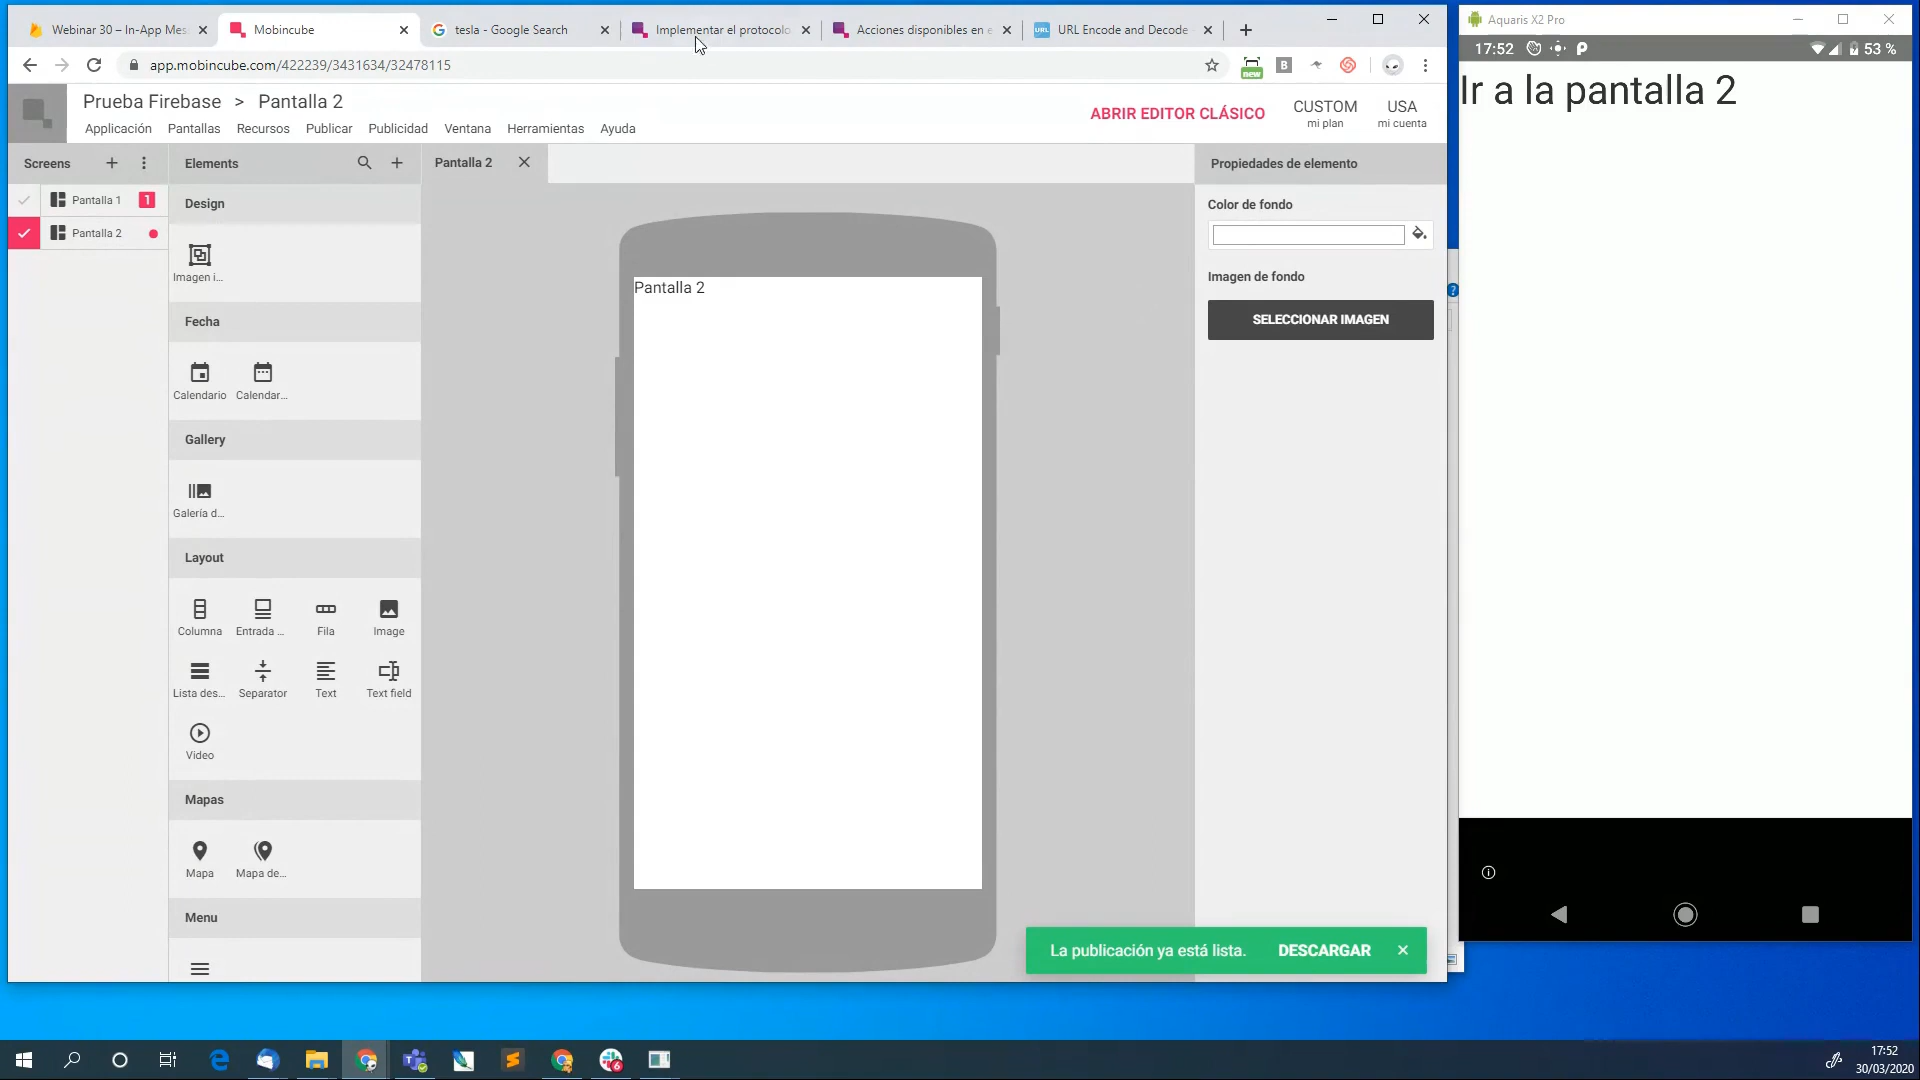 Webinar 30 – In-App Mes
Mobincube
tesla - Google Search
Implementar el protocolo
Acciones disponibles en e
URL Encode and Decode
app.mobincube.com/422239/3431634/32478115
new
B
Prueba Firebase > Pantalla 2
Aplicación
Pantallas
Recursos
Publicar
Publicidad
Ventana
Herramientas
Ayuda
ABRIR EDITOR CLÁSICO
CUSTOM
mi plan
USA
mi cuenta
Screens
Pantalla 1
1
Pantalla 2
Elements
Design
Imagen i...
Fecha
Calendario
Calendar...
Gallery
Galería d...
Layout
Columna
Entrada ...
Fila
Image
Lista des...
Separator
Text
Text field
Video
Mapas
Mapa
Mapa de...
Menu
Pantalla 2
Pantalla 2
Propiedades de elemento
Color de fondo
Imagen de fondo
SELECCIONAR IMAGEN
La publicación ya está lista.
DESCARGAR
Aquaris X2 Pro
17:52
53 %
Ir a la pantalla 2
17:52
30/03/2020